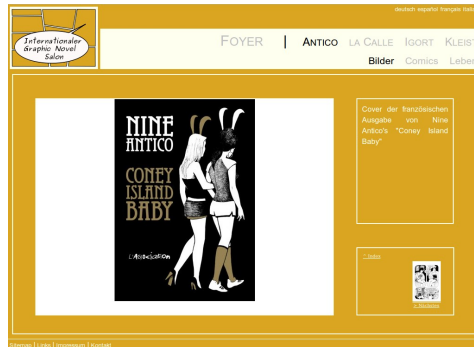 deutsch español français
Internationaler
Graphic Novel
Salon
FOYER | ANTICO LA CALLE IGORT KLEIST
Bilder Comics Leben
NINE
ANTICO
CONEY
ISLAND
BABY
L'Association
Cover der französischen
Ausgabe von Nine
Antico's "Coney Island
Baby"
Index
Sitemap | Links | Impressum | Kontakt